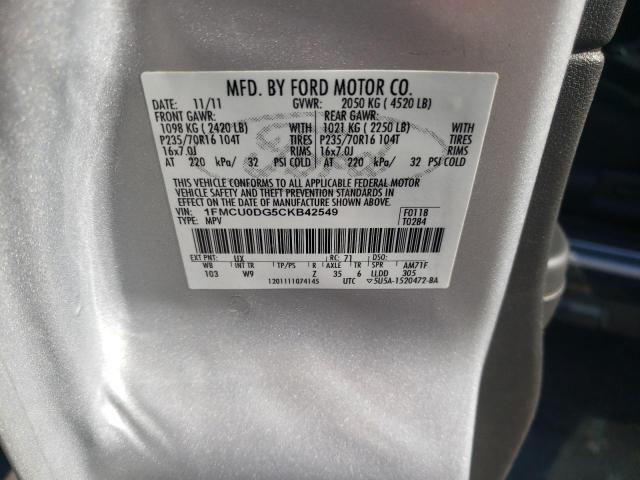 MFD. BY FORD MOTOR CO.
DATE: 11/11 GVWR: 2050 KG ( 4520 LB)
FRONT GAWR: REAR GAWR:
1098 KG ( 2420 LB) 1021 KG ( 2250 LB)
P235/70R16 104T TIRES P235/70R16 104T TIRES
16x7.0J RIMS 16x7.0J RIMS
AT 220 kPa/ 32 PSI COLD AT 220 kPa/ 32 PSI COLD
THIS VEHICLE CONFORMS TO ALL APPLICABLE FEDERAL MOTOR
VEHICLE SAFETY AND THEFT PREVENTION STANDARDS IN
EFFECT ON THE DATE OF MANUFACTURE SHOWN ABOVE.
VIN: 1FMCU0DG5CKB42549 F0118
TYPE: MPV T0284
EXT PNT: UX RC: 71 DSO:
WB INT TR TP/PS R AXLE TR SPR AM71F
103 W9 Z 35 6 LLDD 305
1201111074145 UTC ▽5U5A-1520472-BA
Ford